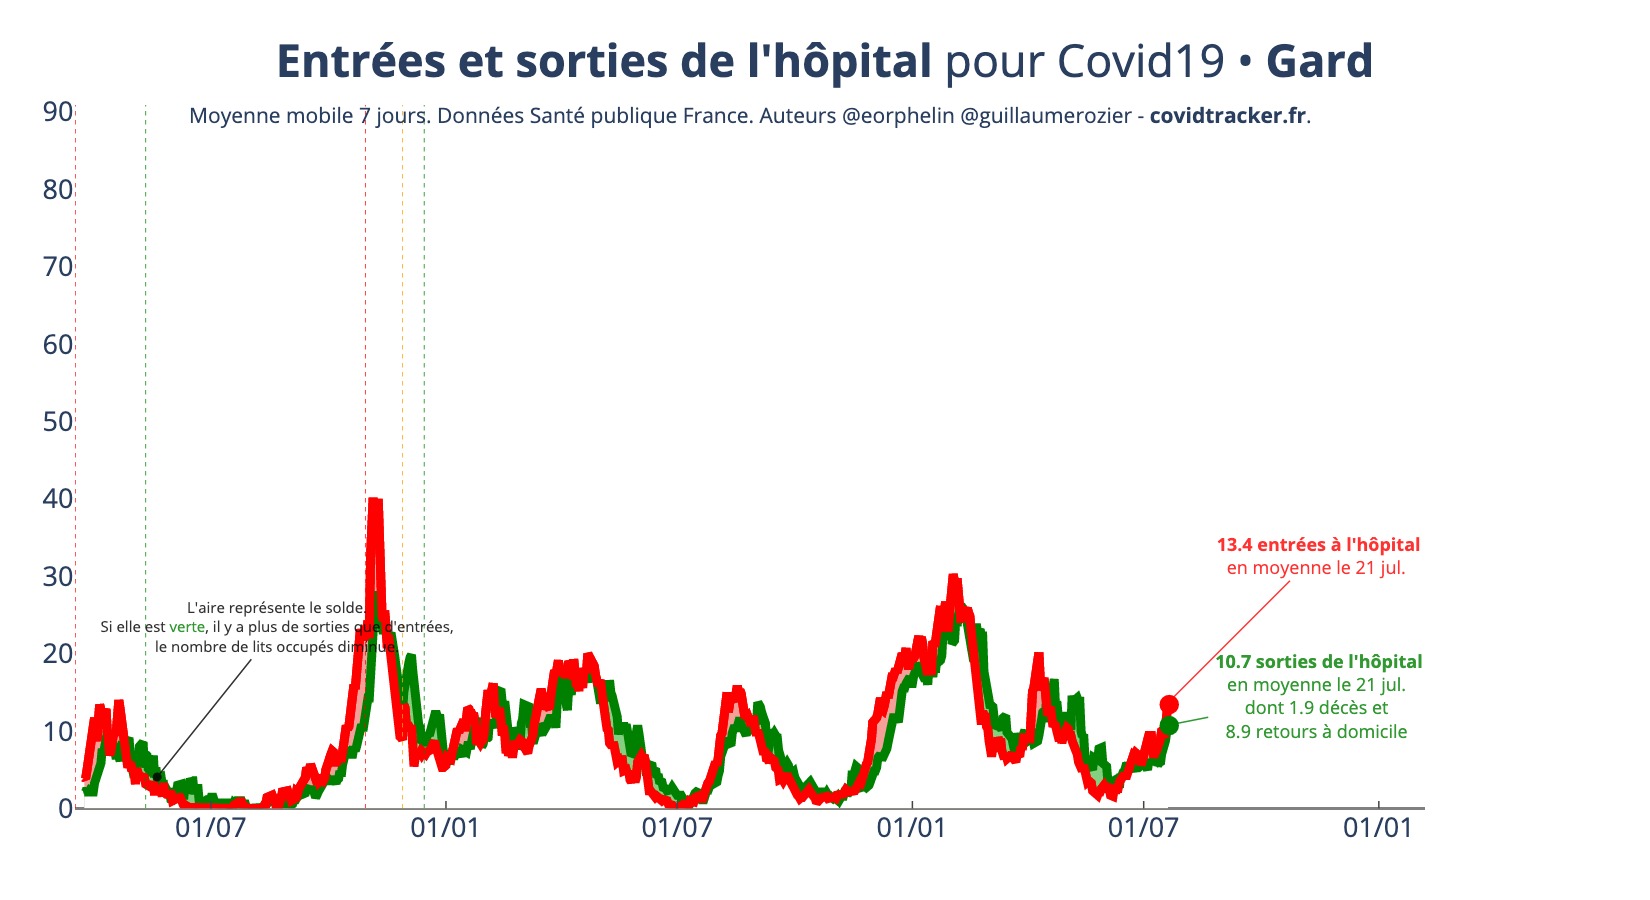 Entrées et sorties de l'hôpital pour Covid19 • Gard
Moyenne mobile 7 jours. Données Santé publique France. Auteurs @eorphelin @guillaumerozier - covidtracker.fr.
90
80
70
60
50
40
30
20
10
0
L'aire représente le solde.
Si elle est verte, il y a plus de sorties que d'entrées,
le nombre de lits occupés diminue.
13.4 entrées à l'hôpital
en moyenne le 21 jul.
10.7 sorties de l'hôpital
en moyenne le 21 jul.
dont 1.9 décès et
8.9 retours à domicile
01/07
01/01
01/07
01/01
01/07
01/01